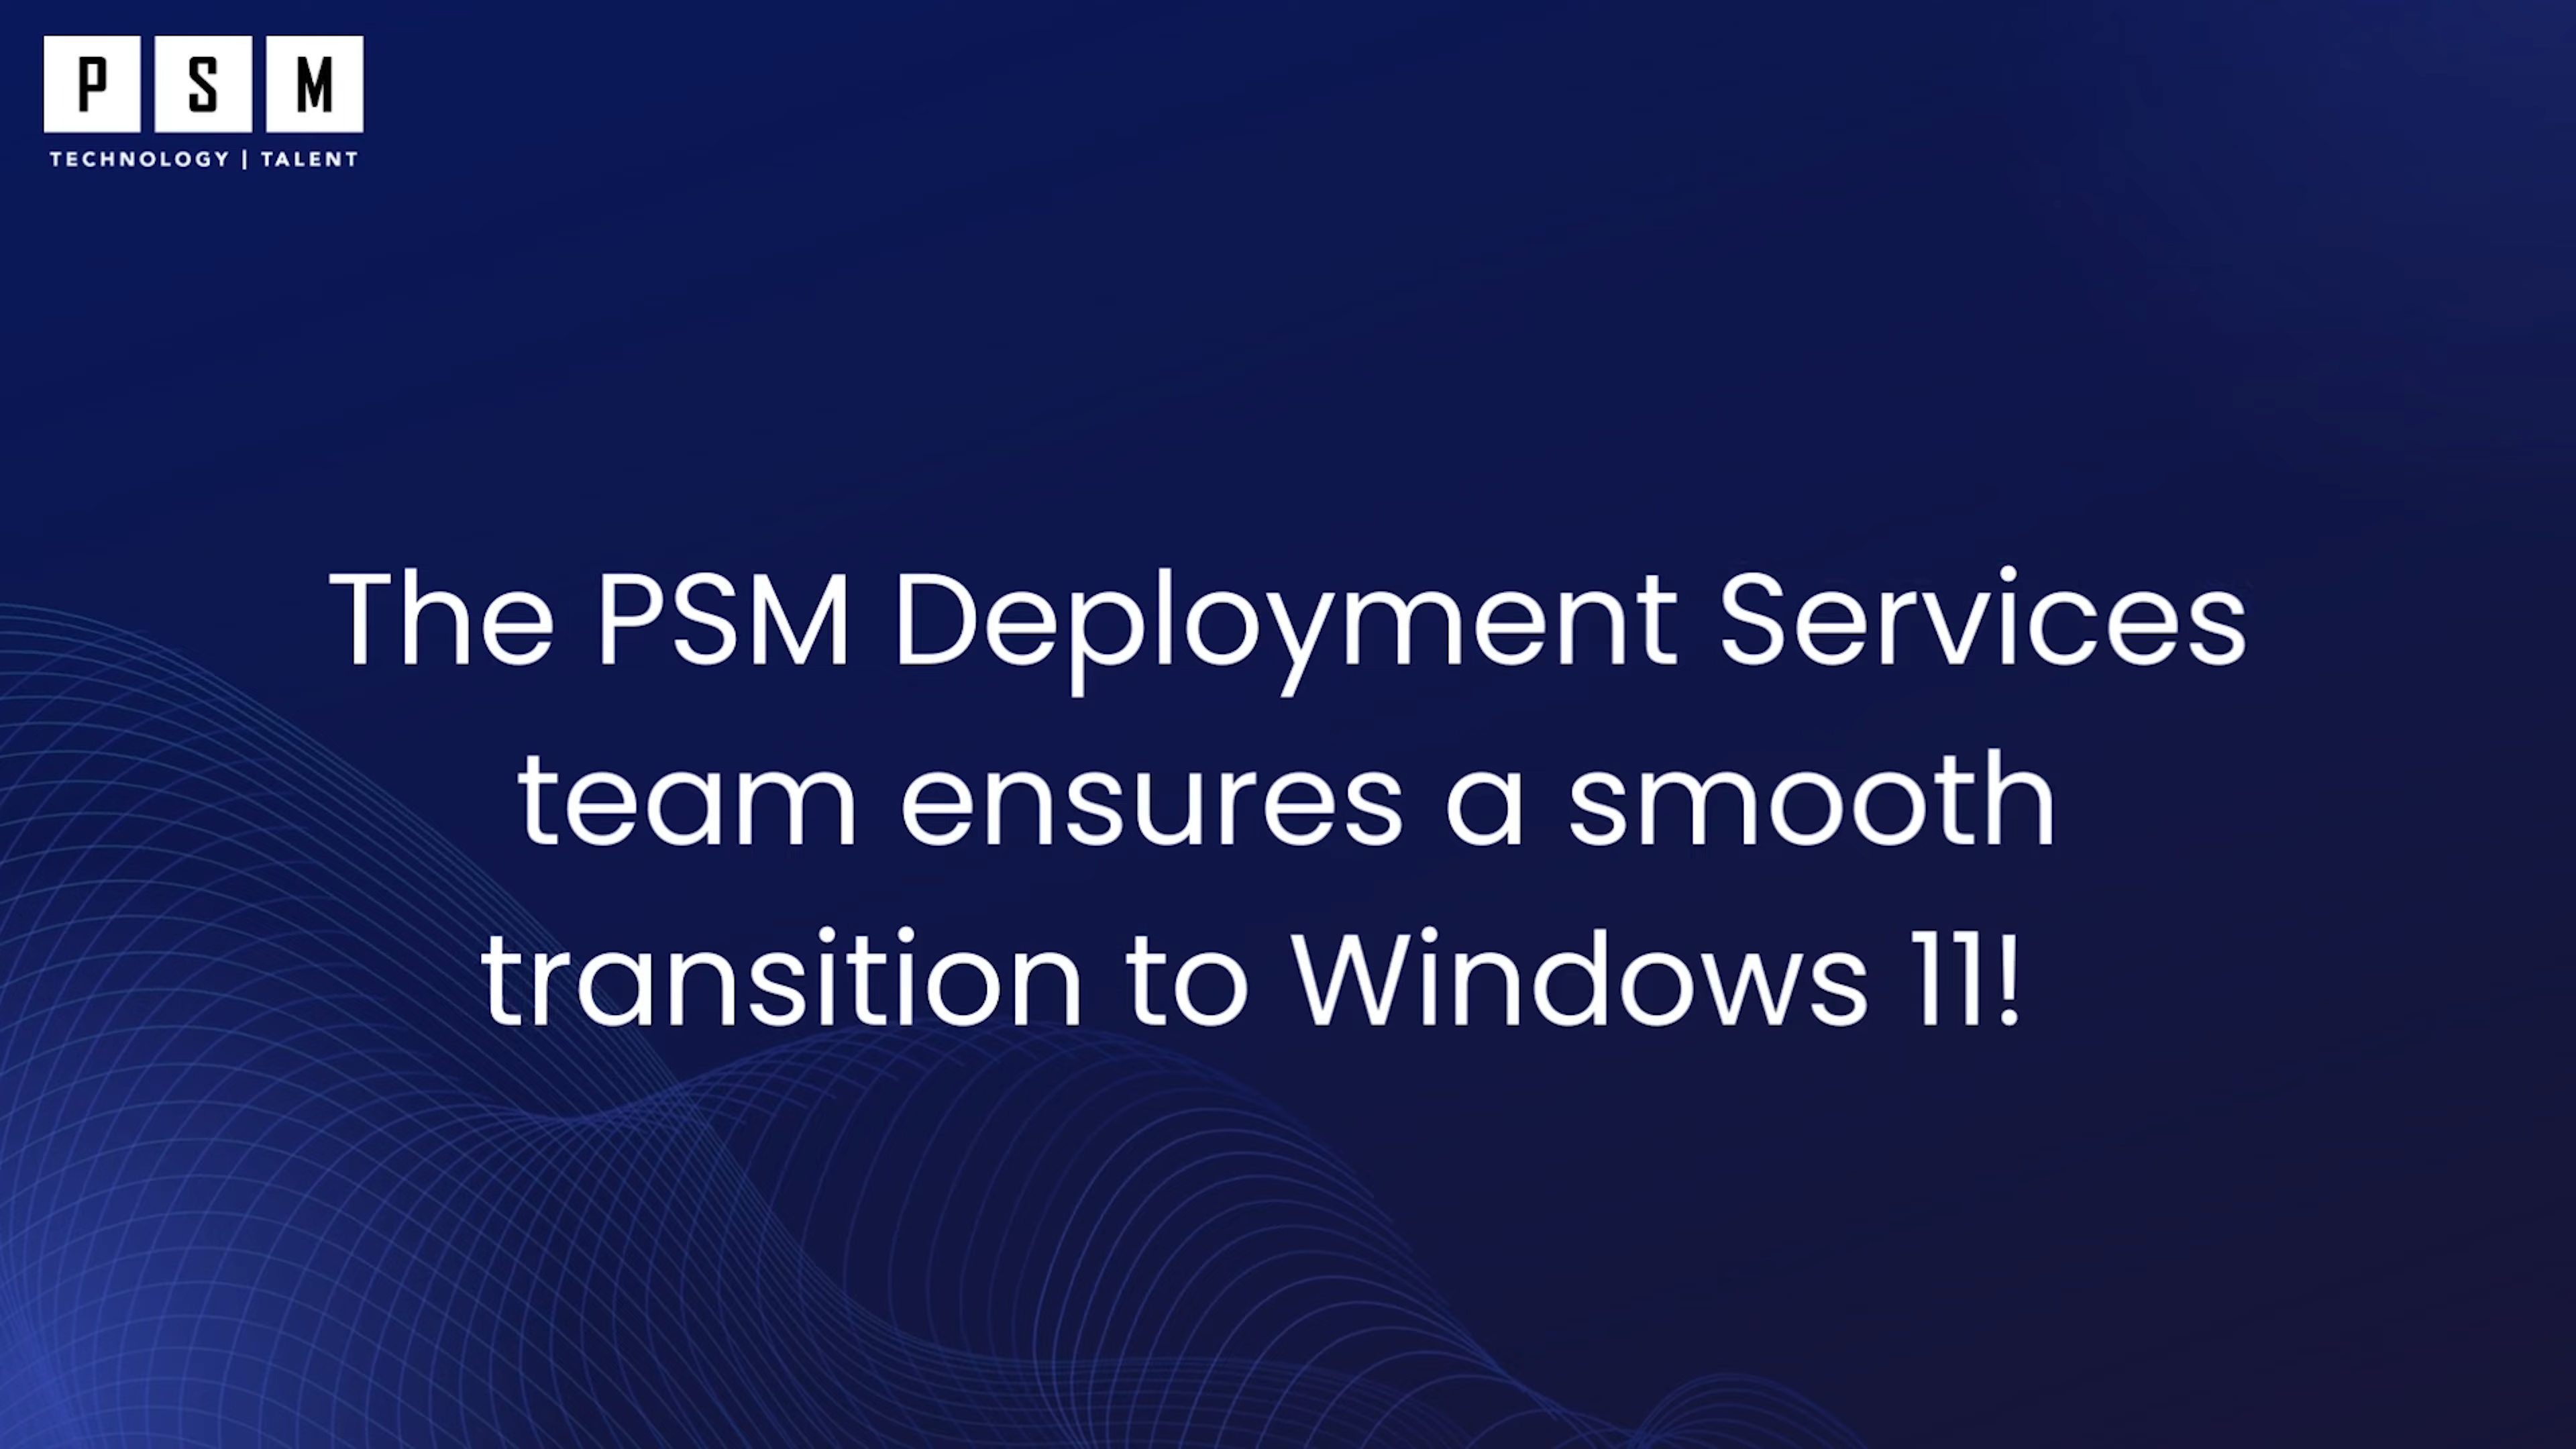 P S M
TECHNOLOGY | TALENT
The PSM Deployment Services
team ensures a smooth
transition to Windows 11!